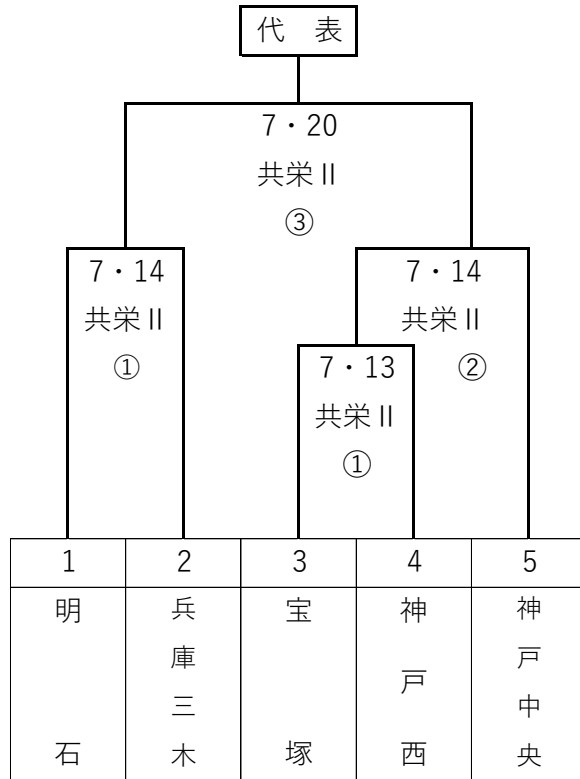 代　表
7・20
共栄Ⅱ
③
7・14
共栄Ⅱ
①
7・14
共栄Ⅱ
②
7・13
共栄Ⅱ
①
1 2 3 4 5
明石
兵庫三木
宝塚
神戸西
神戸中央